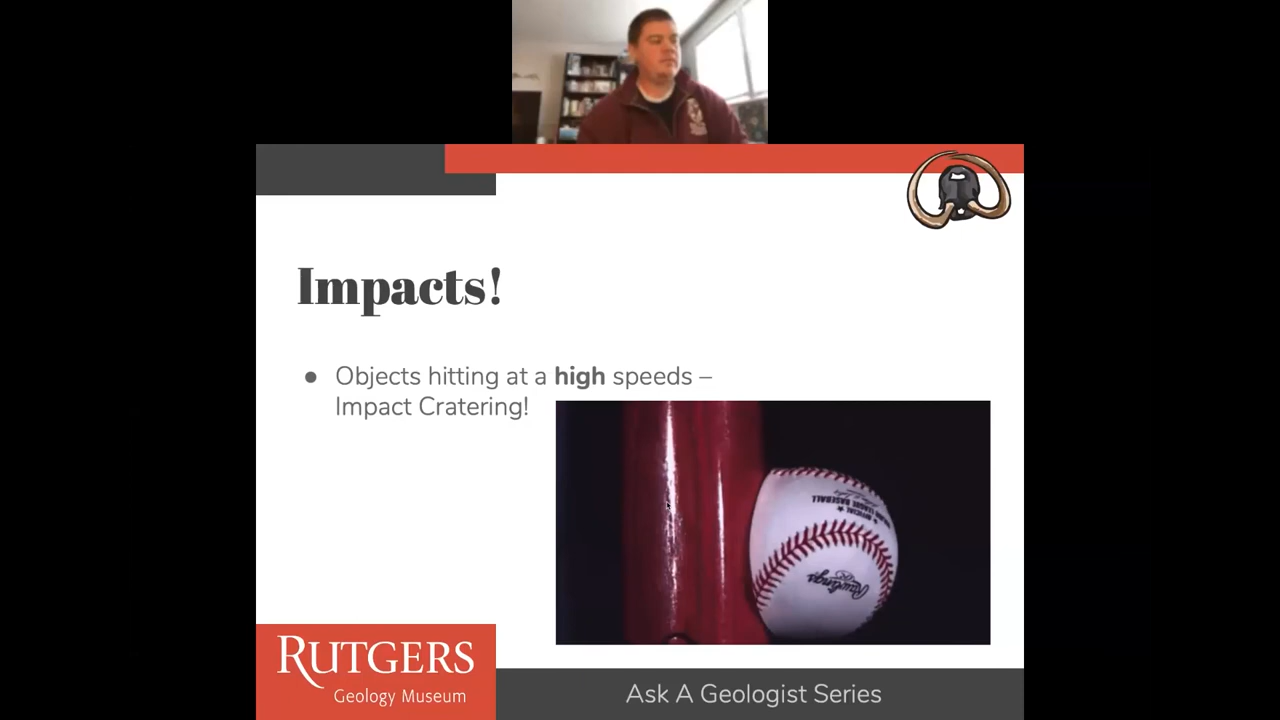 Impacts!
● Objects hitting at a high speeds –
Impact Cratering!
OFFICIAL
MAJOR LEAGUE BASEBALL
Rawlings
RUTGERS
Geology Museum
Ask A Geologist Series